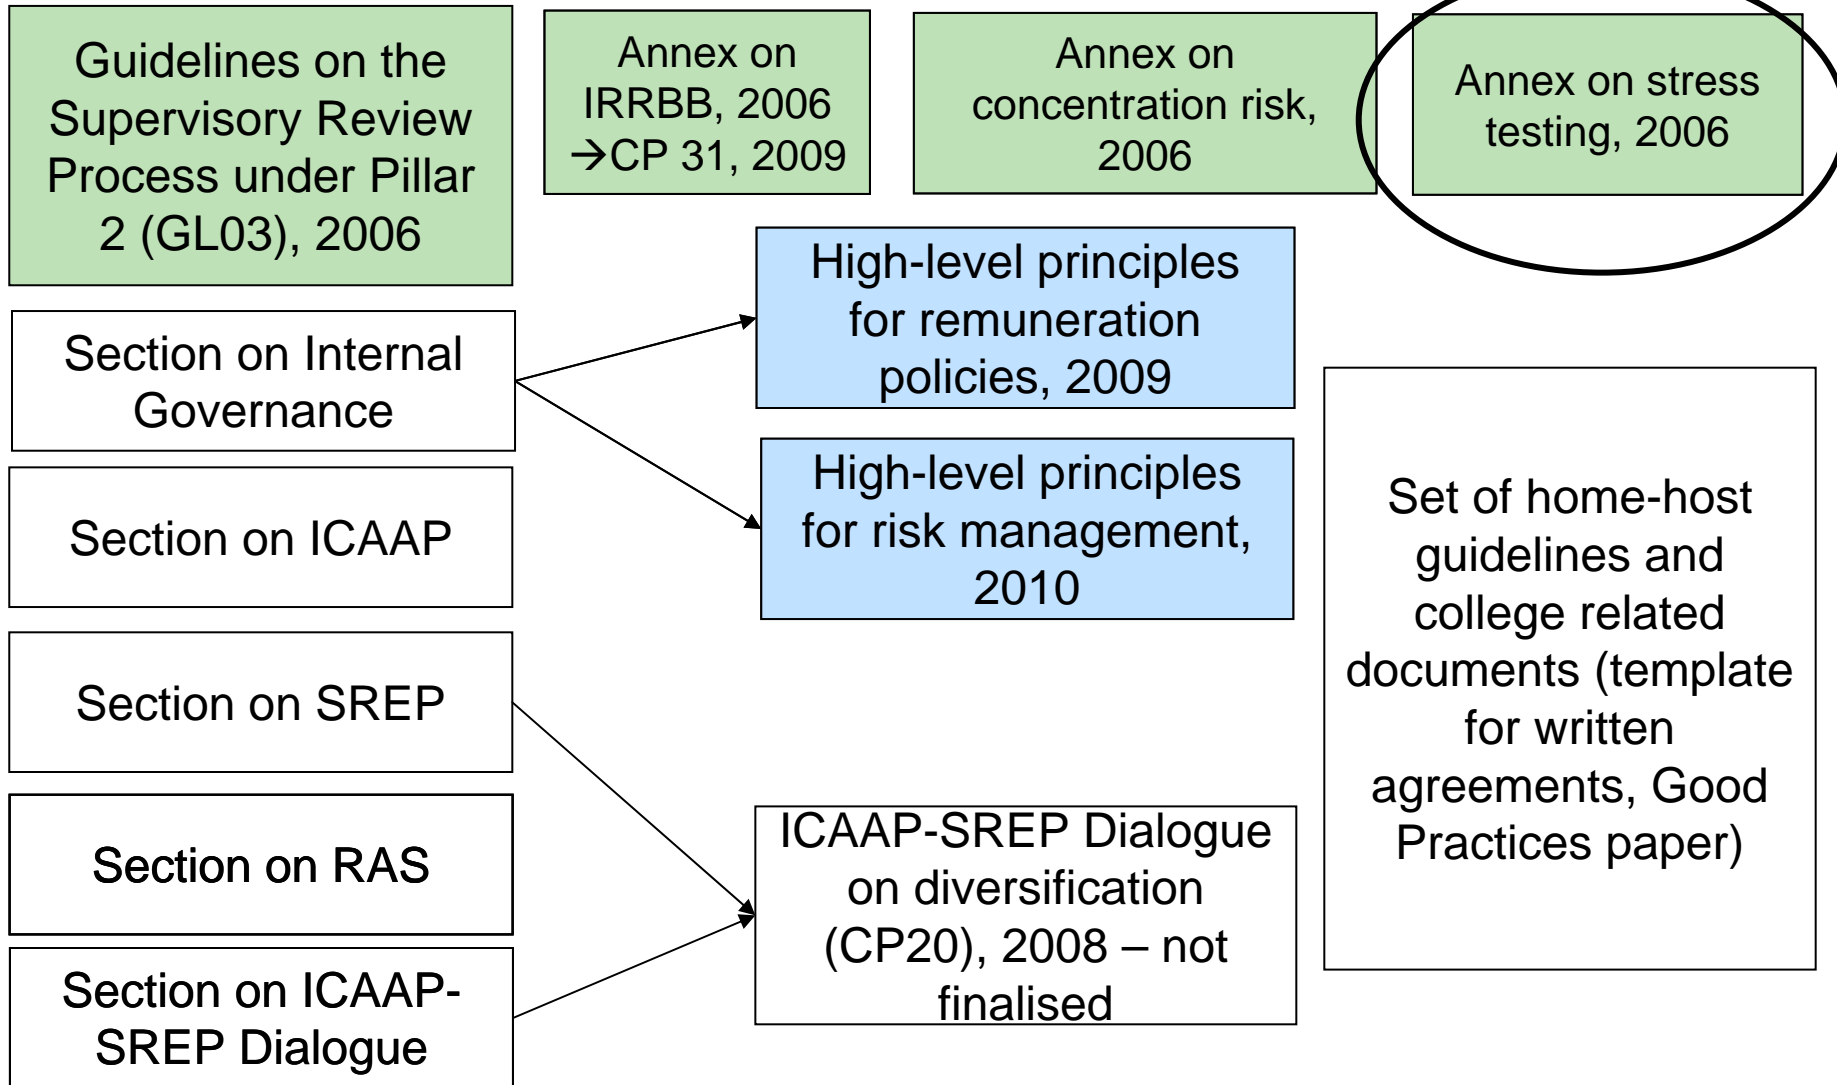 Guidelines on the
Supervisory Review
Process under Pillar
2 (GL03), 2006
Annex on
IRRBB, 2006
→CP 31, 2009
Annex on
concentration risk,
2006
Annex on stress
testing, 2006
Section on Internal
Governance
High-level principles
for remuneration
policies, 2009
Section on ICAAP
High-level principles
for risk management,
2010
Set of home-host
guidelines and
college related
documents (template
for written
agreements, Good
Practices paper)
Section on SREP
Section on RAS
ICAAP-SREP Dialogue
on diversification
(CP20), 2008 – not
finalised
Section on ICAAP-
SREP Dialogue